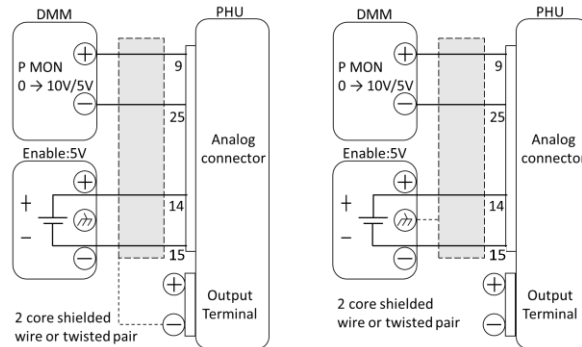 DMM
PHU
+
P MON
0 → 10V/5V
9
−
25
Analog
connector
Enable:5V
+
+
14
−
−
15
+
Output
Terminal
−
2 core shielded
wire or twisted pair
DMM
PHU
+
P MON
0 → 10V/5V
9
−
25
Analog
connector
Enable:5V
+
+
14
−
−
15
+
Output
Terminal
−
2 core shielded
wire or twisted pair